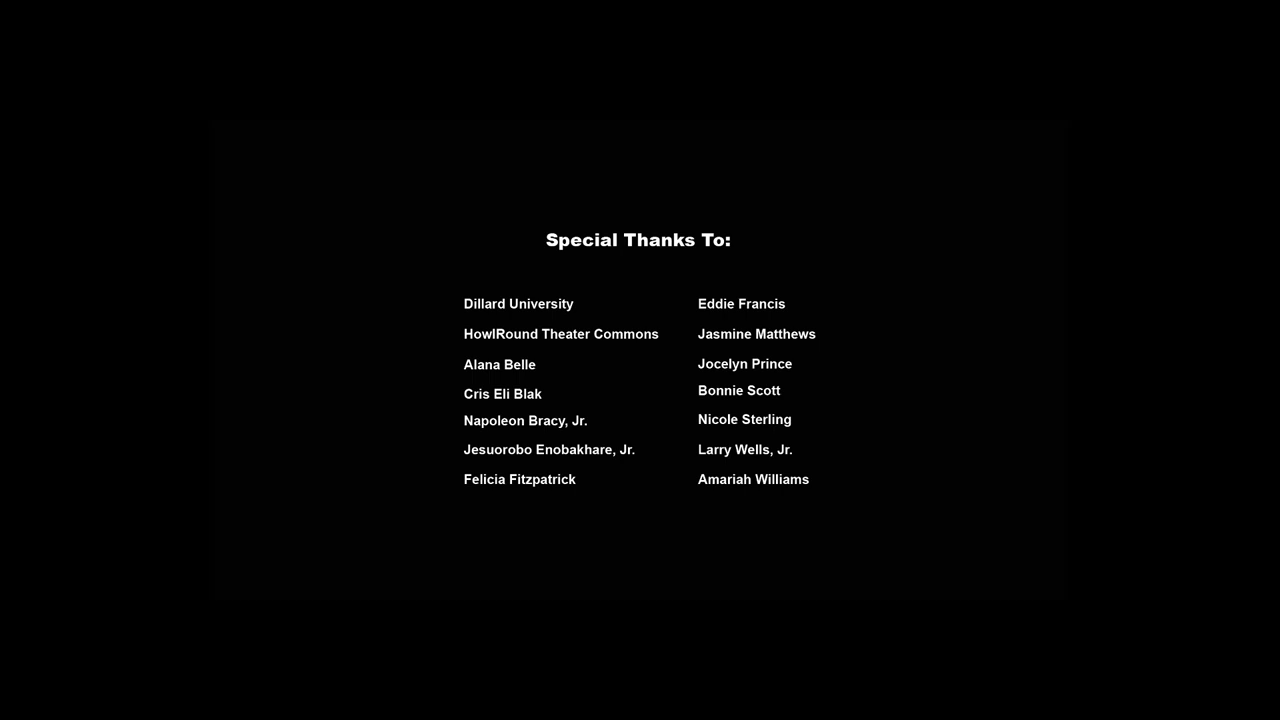 Special Thanks To:
Dillard University
HowlRound Theater Commons
Alana Belle
Cris Eli Blak
Napoleon Bracy, Jr.
Jesuorobo Enobakhare, Jr.
Felicia Fitzpatrick
Eddie Francis
Jasmine Matthews
Jocelyn Prince
Bonnie Scott
Nicole Sterling
Larry Wells, Jr.
Amariah Williams